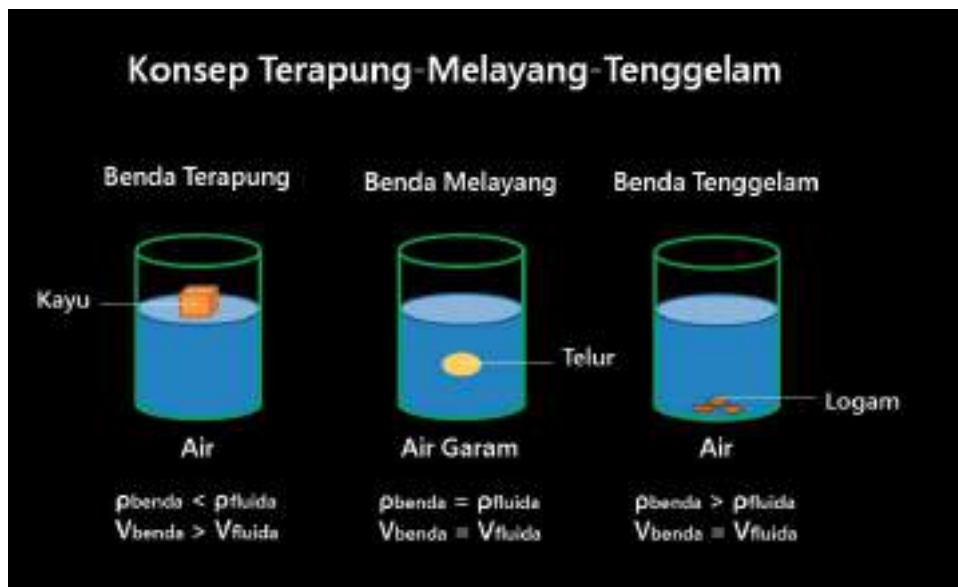 Konsep Terapung-Melayang-Tenggelam
Benda Terapung
Benda Melayang
Benda Tenggelam
Kayu
Telur
Logam
Air
Air Garam
Air
ρbenda < ρfluida
Vbenda > Vfluida
ρbenda = ρfluida
Vbenda = Vfluida
ρbenda > ρfluida
Vbenda = Vfluida